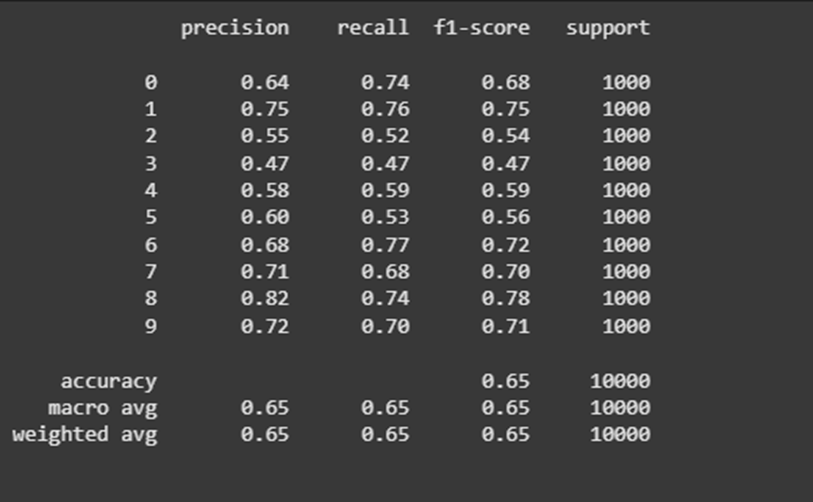 precision recall f1-score support
0 0.64 0.74 0.68 1000
1 0.75 0.76 0.75 1000
2 0.55 0.52 0.54 1000
3 0.47 0.47 0.47 1000
4 0.58 0.59 0.59 1000
5 0.60 0.53 0.56 1000
6 0.68 0.77 0.72 1000
7 0.71 0.68 0.70 1000
8 0.82 0.74 0.78 1000
9 0.72 0.70 0.71 1000
accuracy 0.65 10000
macro avg 0.65 0.65 0.65 10000
weighted avg 0.65 0.65 0.65 10000